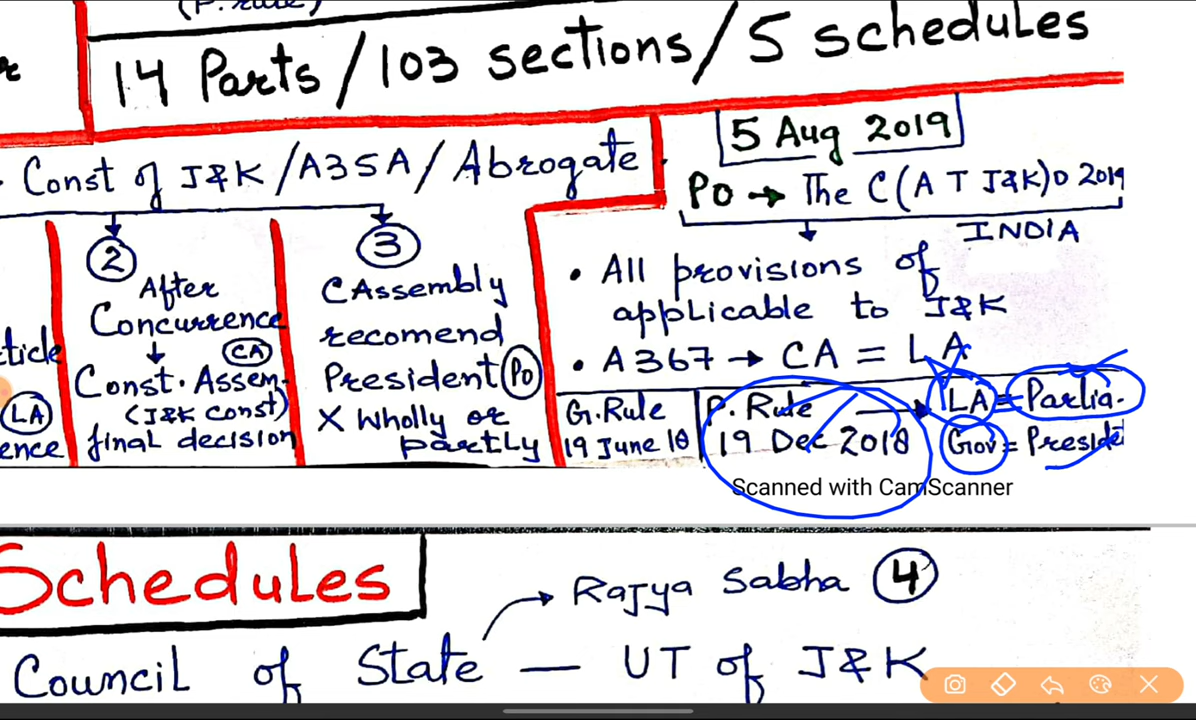 (P. Rule)
14 Parts/103 sections/5 schedules
Const of J&K/A35A/Abrogate
5 Aug 2019
PO → The C(A T J&K)O 2019
INDIA
2
After
Concurrence
CA
Const. Assem-
(J&K Const)
final decision
3
CAssembly
recomend
President PO
X Wholly or
partly
• All provisions of
applicable to J&K
• A367 → CA = LA
G.Rule
19 June 18
P. Rule → LA = Parlia.
19 Dec 2018 Gov = Preside
ticle
LA
ence
Scanned with CamScanner
Schedules
Rajya Sabha 4
Council of State — UT of J&K